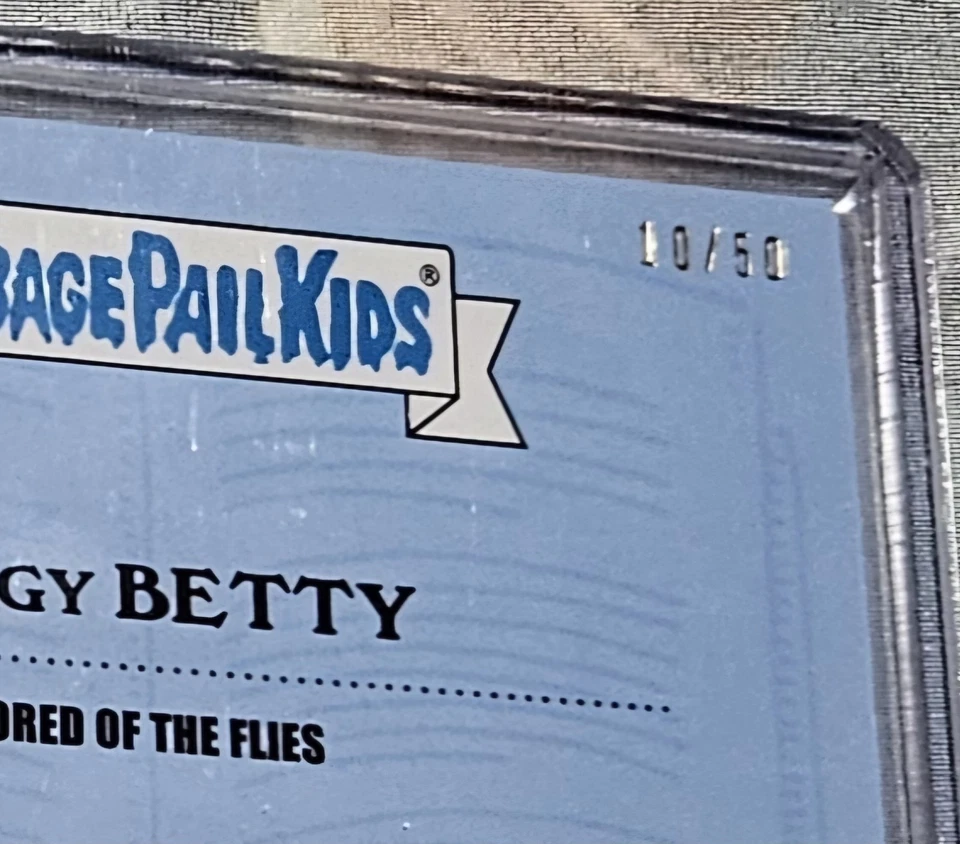 10/50
BAGE PAIL KIDS®
GY BETTY
ORED OF THE FLIES